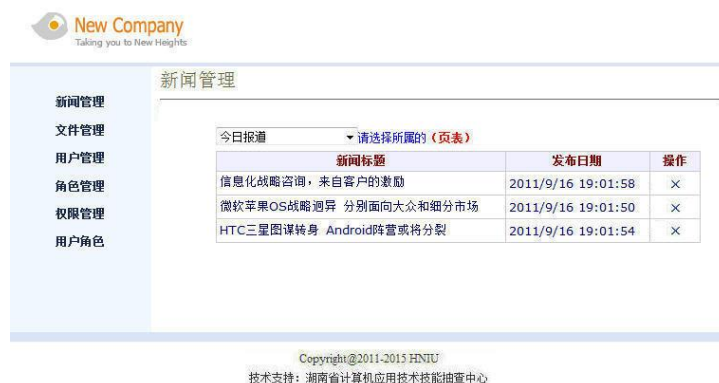 New Company
Taking you to New Heights
新闻管理
新闻管理
文件管理
用户管理
角色管理
权限管理
用户角色
今日报道 请选择所属的（页表）
新闻标题 发布日期 操作
信息化战略咨询，来自客户的激励 2011/9/16 19:01:58 ×
微软苹果OS战略迥异 分别面向大众和细分市场 2011/9/16 19:01:50 ×
HTC三星图谋转身 Android阵营或将分裂 2011/9/16 19:01:54 ×
Copyright@2011-2015 HNIU
技术支持：湖南省计算机应用技术技能抽查中心